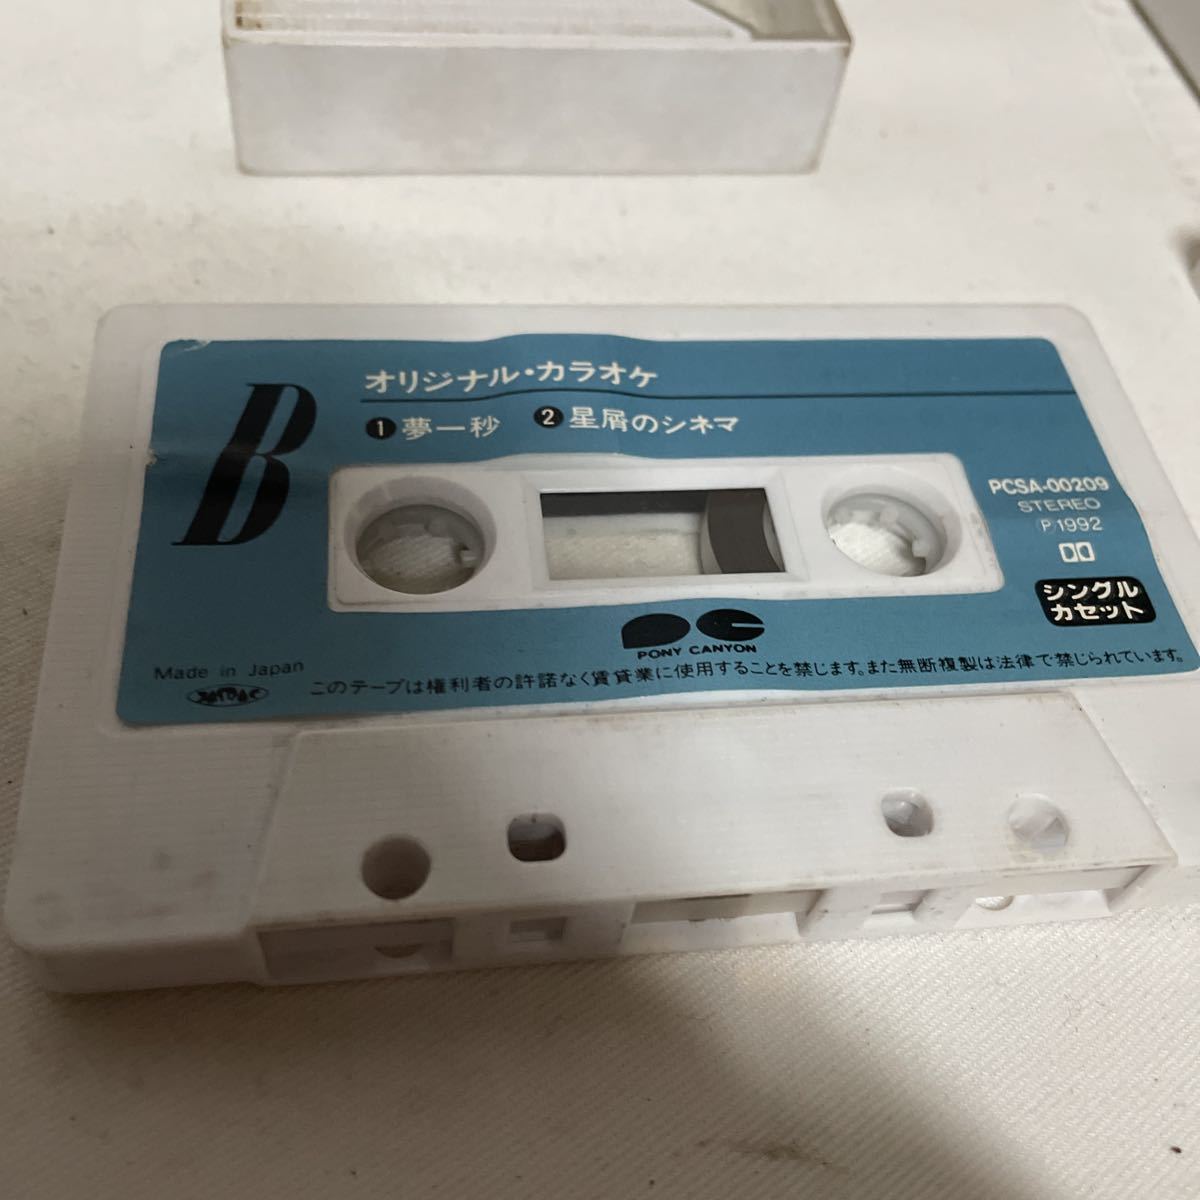 B
オリジナル・カラオケ
❶夢一秒 ❷星屑のシネマ
PCSA-00209
STEREO
Ⓟ1992
シングル
カセット
PONY CANYON
Made in Japan
このテープは権利者の許諾なく賃貸業に使用することを禁じます。また無断複製は法律で禁じられています。